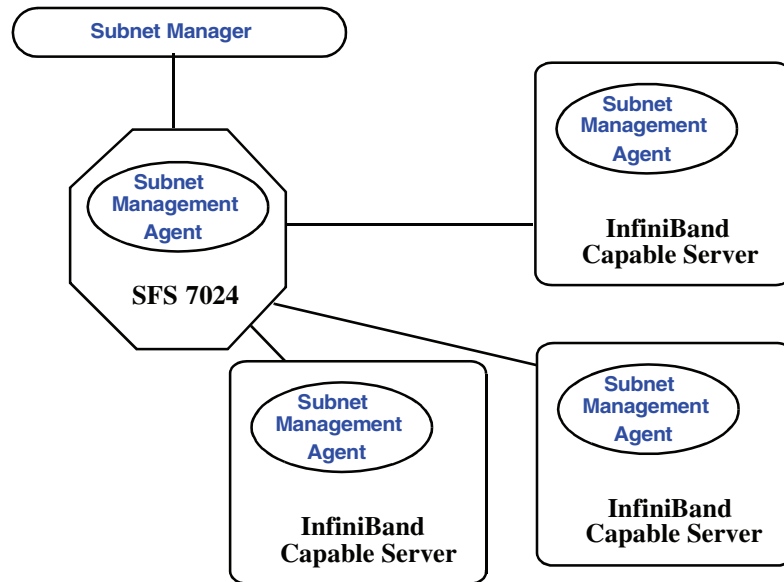 Subnet Manager
Subnet
Management
Agent
SFS 7024
Subnet
Management
Agent
InfiniBand
Capable Server
Subnet
Management
Agent
InfiniBand
Capable Server
Subnet
Management
Agent
InfiniBand
Capable Server